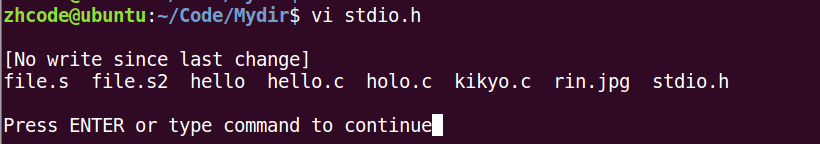 zhcode@ubuntu:~/Code/Mydir$ vi stdio.h
[No write since last change]
file.s  file.s2  hello  hello.c  holo.c  kikyo.c  rin.jpg  stdio.h
Press ENTER or type command to continue